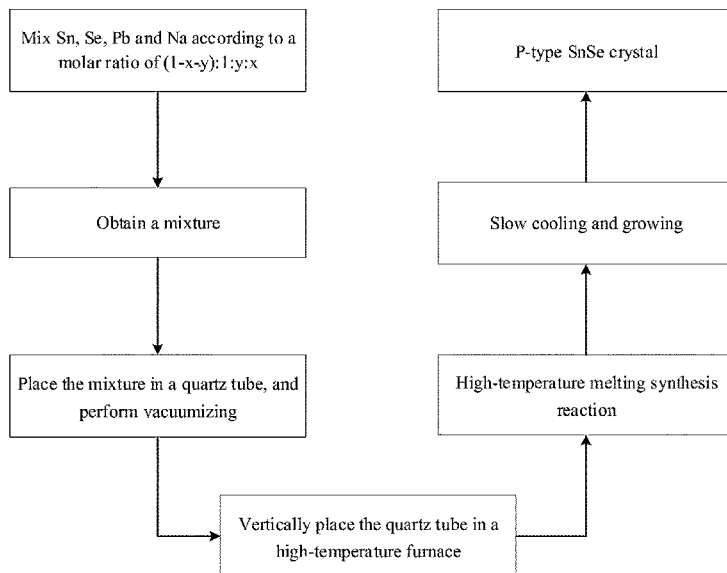 Mix Sn, Se, Pb and Na according to a
molar ratio of (1-x-y):1:y:x
Obtain a mixture
Place the mixture in a quartz tube, and
perform vacuumizing
Vertically place the quartz tube in a
high-temperature furnace
High-temperature melting synthesis
reaction
Slow cooling and growing
P-type SnSe crystal